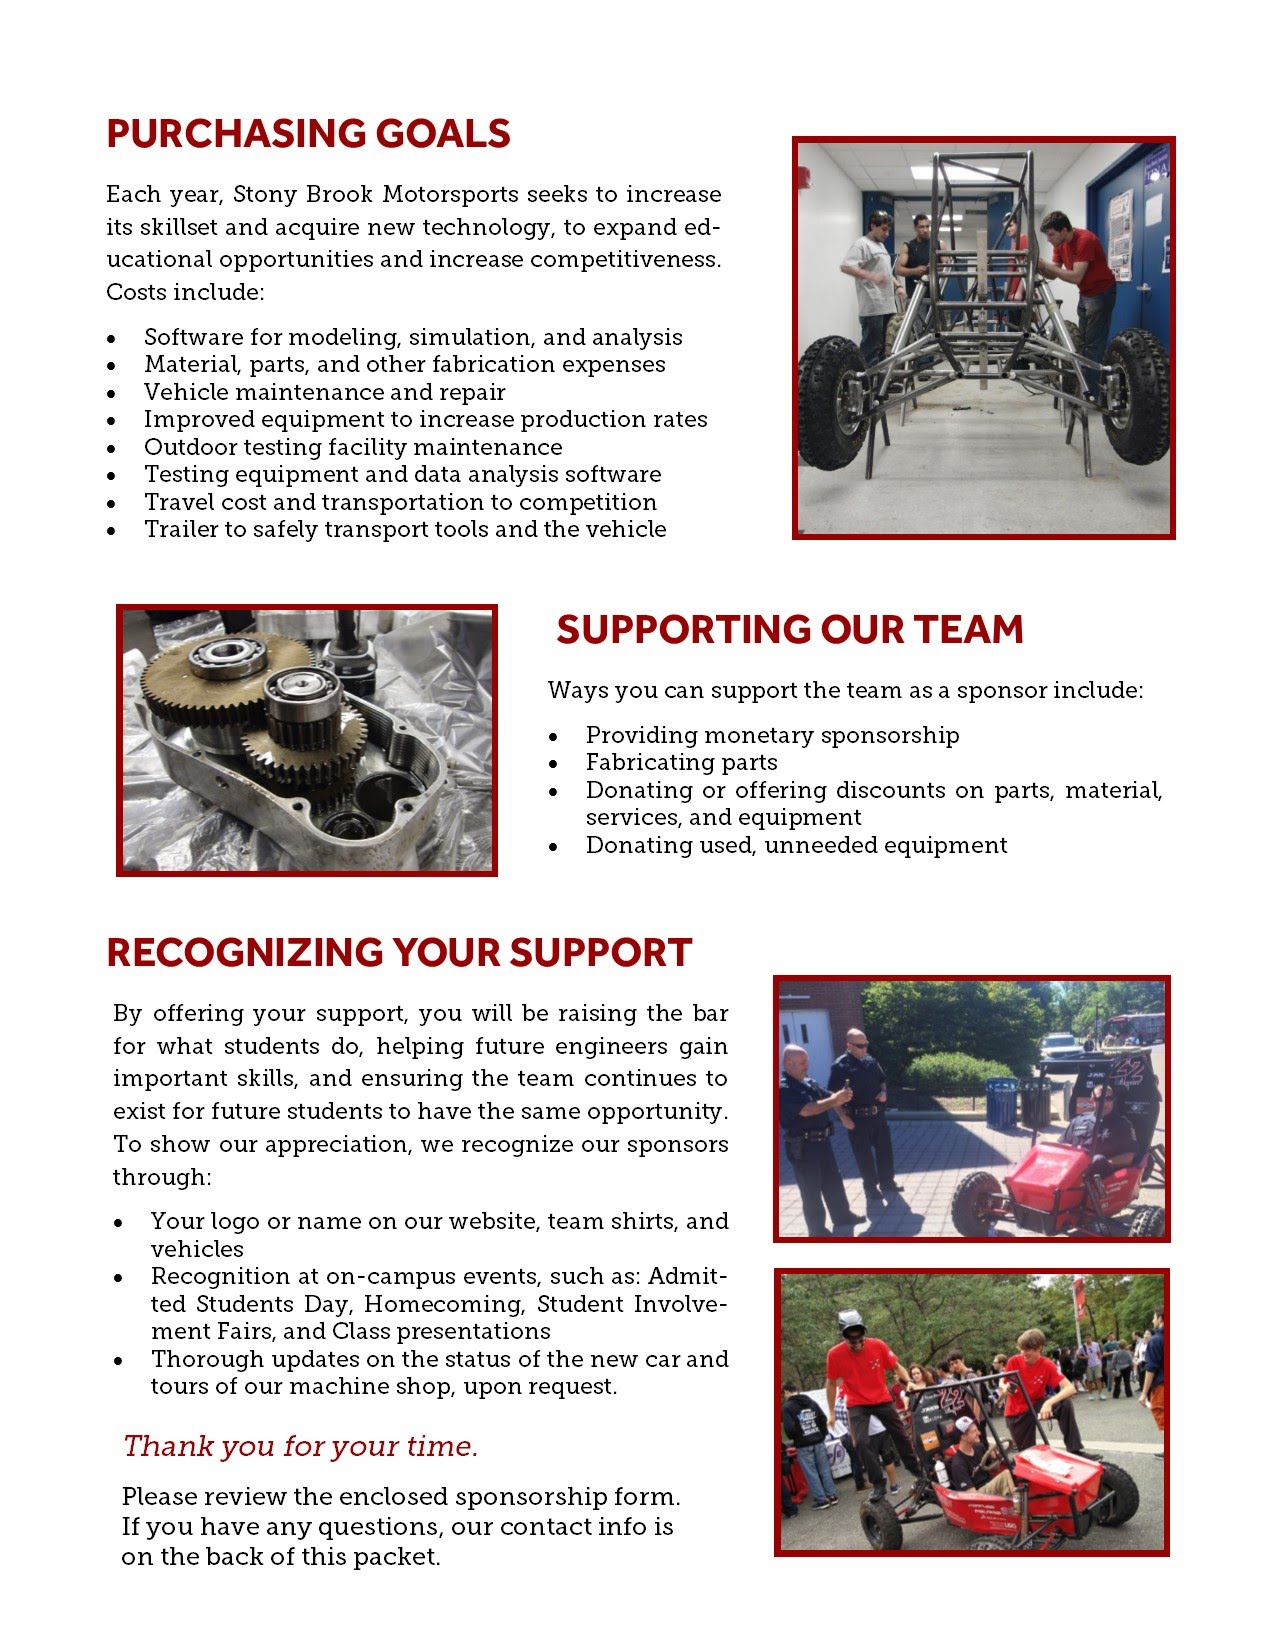 PURCHASING GOALS
Each year, Stony Brook Motorsports seeks to increase
its skillset and acquire new technology, to expand ed-
ucational opportunities and increase competitiveness.
Costs include:
• Software for modeling, simulation, and analysis
• Material, parts, and other fabrication expenses
• Vehicle maintenance and repair
• Improved equipment to increase production rates
• Outdoor testing facility maintenance
• Testing equipment and data analysis software
• Travel cost and transportation to competition
• Trailer to safely transport tools and the vehicle
SUPPORTING OUR TEAM
Ways you can support the team as a sponsor include:
• Providing monetary sponsorship
• Fabricating parts
• Donating or offering discounts on parts, material,
services, and equipment
• Donating used, unneeded equipment
RECOGNIZING YOUR SUPPORT
By offering your support, you will be raising the bar
for what students do, helping future engineers gain
important skills, and ensuring the team continues to
exist for future students to have the same opportunity.
To show our appreciation, we recognize our sponsors
through:
• Your logo or name on our website, team shirts, and
vehicles
• Recognition at on-campus events, such as: Admit-
ted Students Day, Homecoming, Student Involve-
ment Fairs, and Class presentations
• Thorough updates on the status of the new car and
tours of our machine shop, upon request.
Thank you for your time.
Please review the enclosed sponsorship form.
If you have any questions, our contact info is
on the back of this packet.
22
22